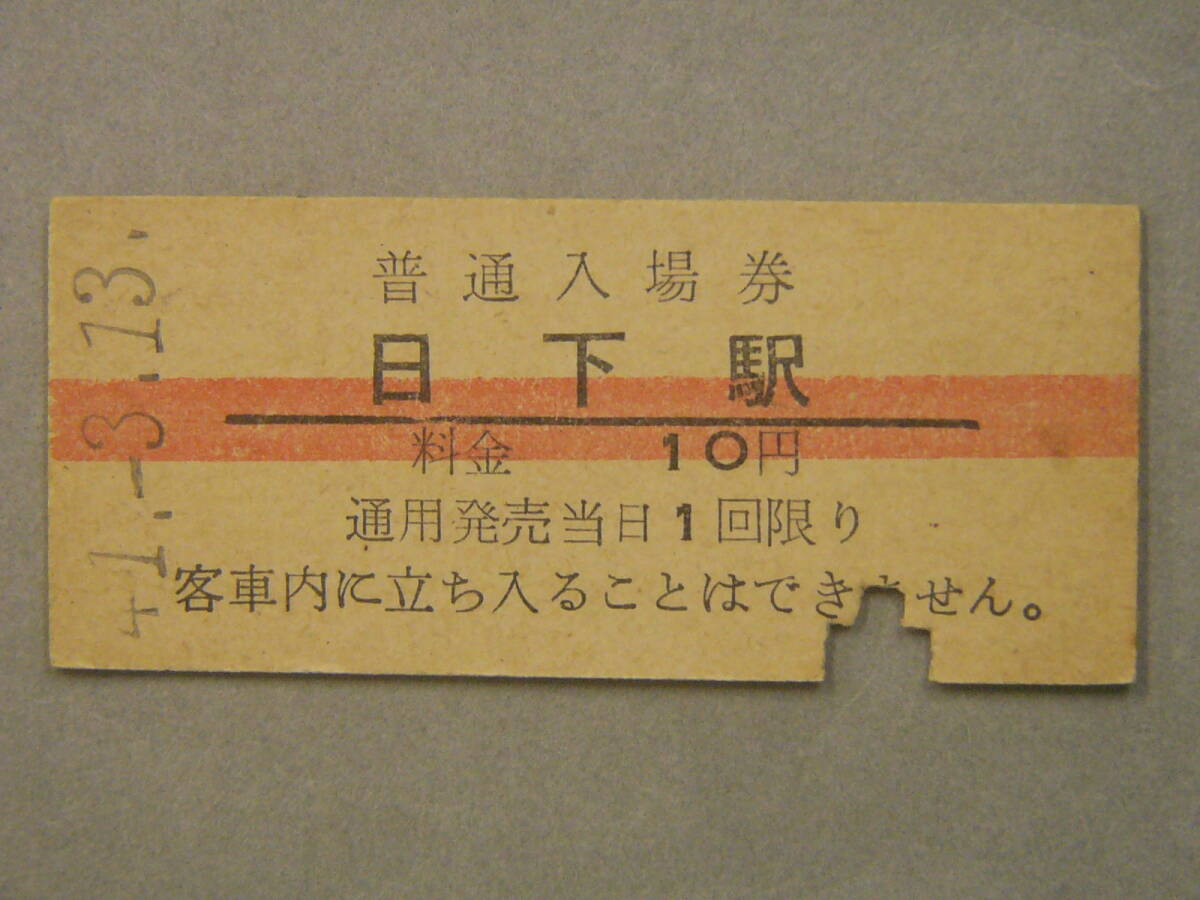 普通入場券
日下駅
料金 10円
通用発売当日1回限り
客車内に立ち入ることはできません。
1.-3.13.